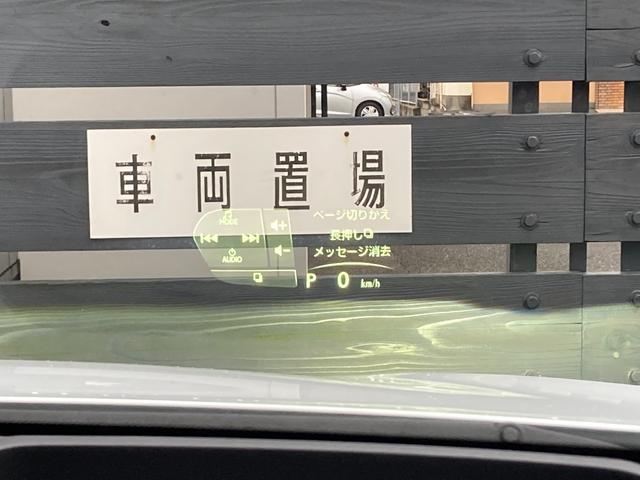 車両置場
MODE
ページ切りかえ
長押し
メッセージ消去
AUDIO
P 0 km/h